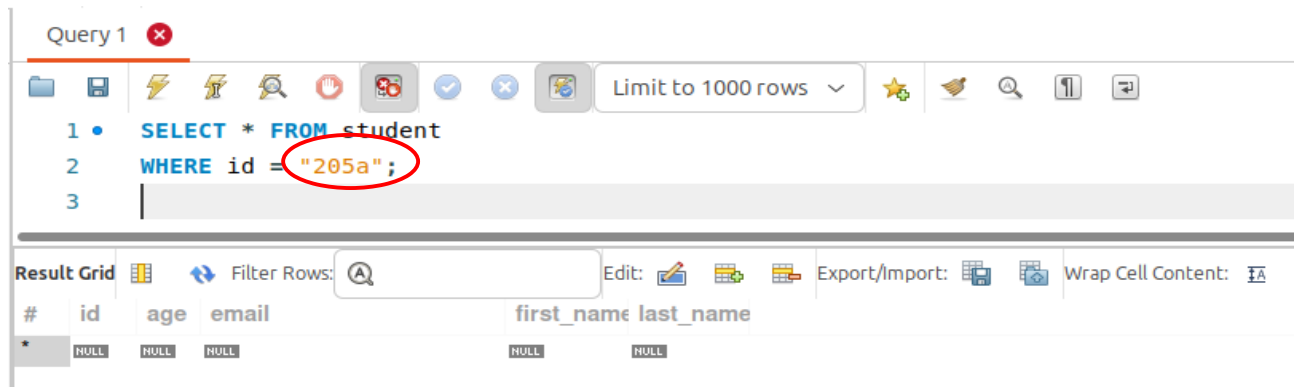 Query 1
Limit to 1000 rows
1 SELECT * FROM student
2 WHERE id = "205a";
3
Result Grid Filter Rows: Edit: Export/Import: Wrap Cell Content:
# id age email first_name last_name
* NULL NULL NULL NULL NULL